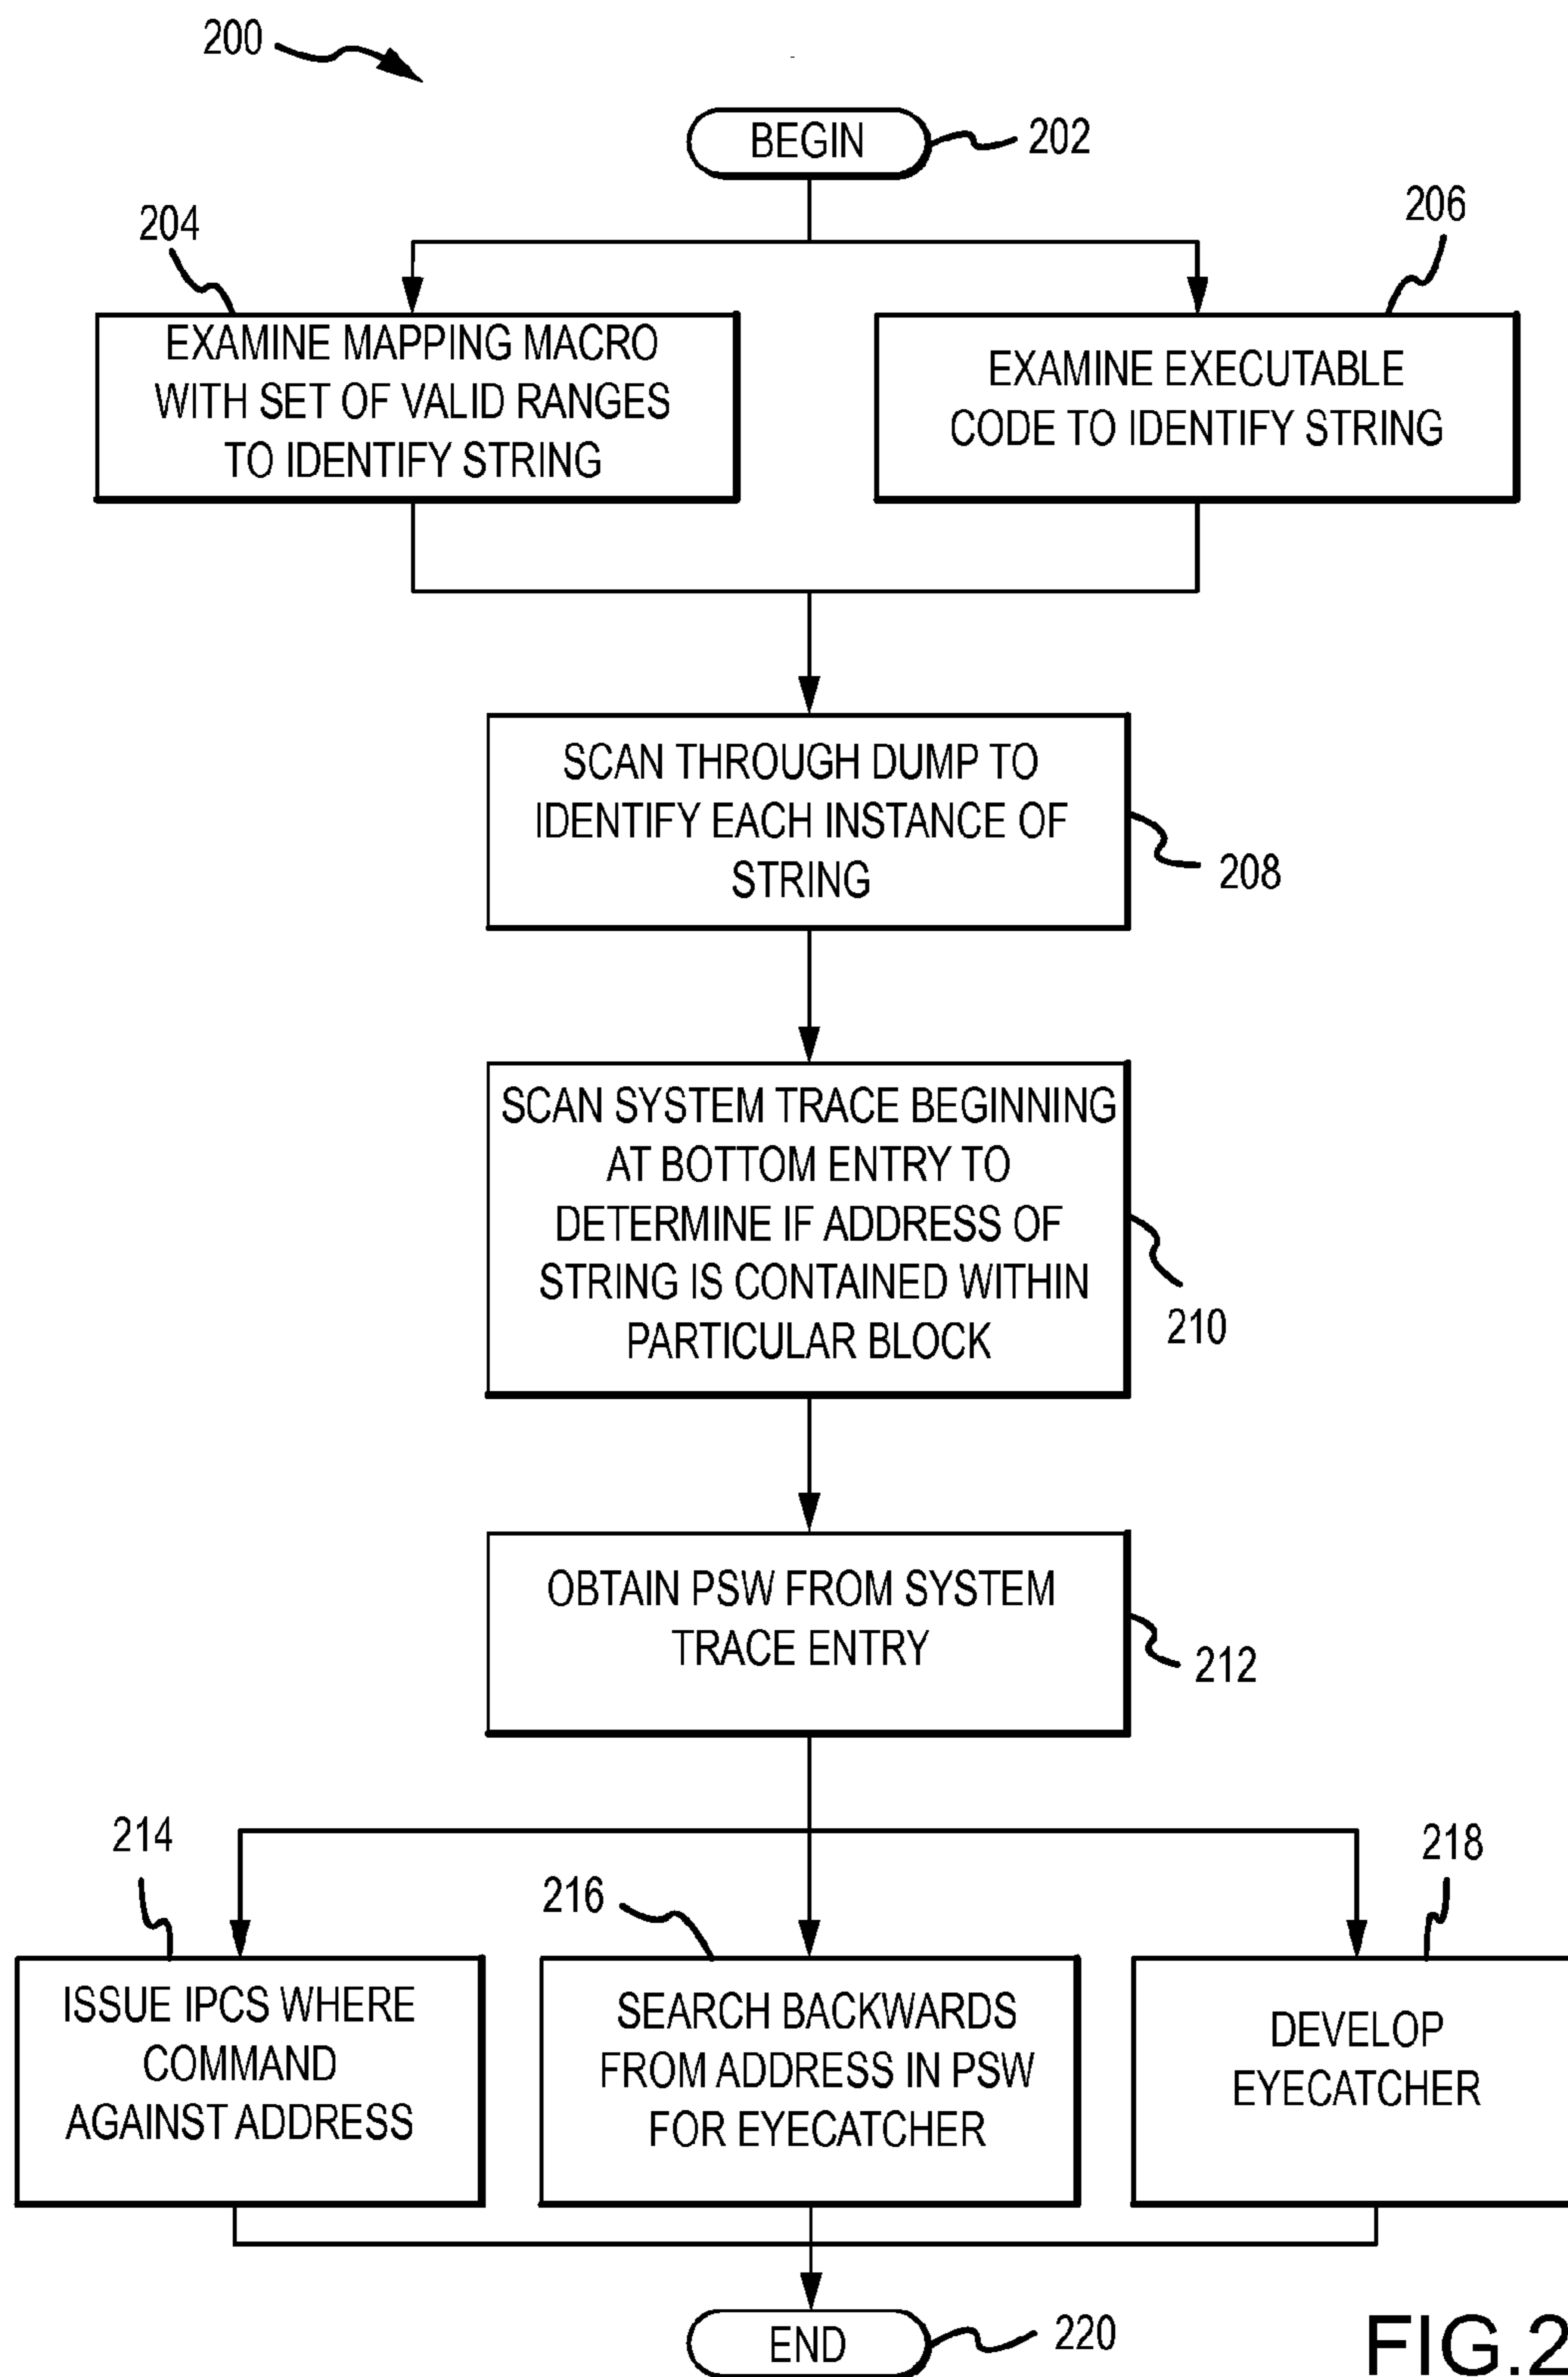 200
BEGIN
202
204
206
EXAMINE MAPPING MACRO
WITH SET OF VALID RANGES
TO IDENTIFY STRING
EXAMINE EXECUTABLE
CODE TO IDENTIFY STRING
SCAN THROUGH DUMP TO
IDENTIFY EACH INSTANCE OF
STRING
208
SCAN SYSTEM TRACE BEGINNING
AT BOTTOM ENTRY TO
DETERMINE IF ADDRESS OF
STRING IS CONTAINED WITHIN
PARTICULAR BLOCK
210
OBTAIN PSW FROM SYSTEM
TRACE ENTRY
212
214
216
218
ISSUE IPCS WHERE
COMMAND
AGAINST ADDRESS
SEARCH BACKWARDS
FROM ADDRESS IN PSW
FOR EYECATCHER
DEVELOP
EYECATCHER
END
220
FIG.2